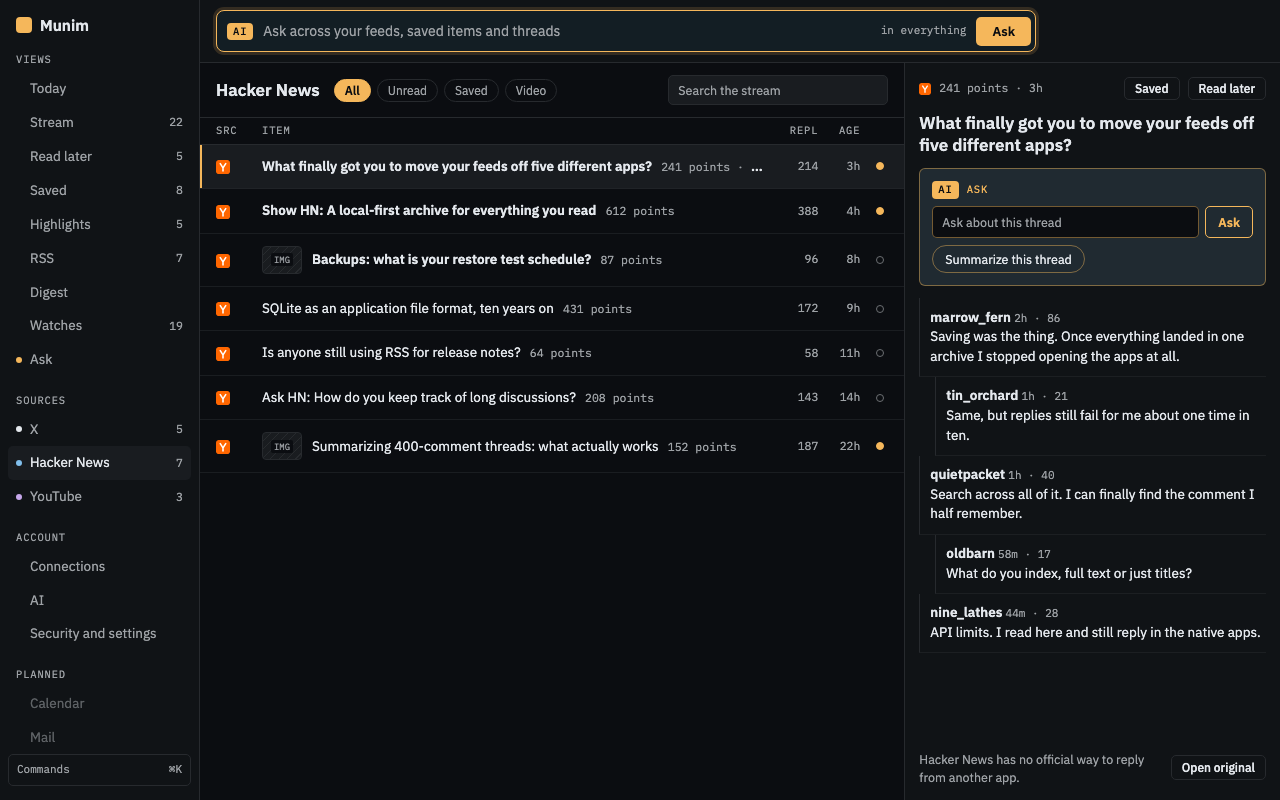 Munim
VIEWS
Today
Stream 22
Read later 5
Saved 8
Highlights 5
RSS 7
Digest
Watches 19
Ask
SOURCES
X 5
Hacker News 7
YouTube 3
ACCOUNT
Connections
AI
Security and settings
PLANNED
Calendar
Mail
Commands ⌘K
AI Ask across your feeds, saved items and threads in everything Ask
Hacker News All Unread Saved Video Search the stream
SRC ITEM REPL AGE
Y What finally got you to move your feeds off five different apps? 241 points · ... 214 3h
Y Show HN: A local-first archive for everything you read 612 points 388 4h
Y IMG Backups: what is your restore test schedule? 87 points 96 8h
Y SQLite as an application file format, ten years on 431 points 172 9h
Y Is anyone still using RSS for release notes? 64 points 58 11h
Y Ask HN: How do you keep track of long discussions? 208 points 143 14h
Y IMG Summarizing 400-comment threads: what actually works 152 points 187 22h
Y 241 points · 3h Saved Read later
What finally got you to move your feeds off
five different apps?
AI ASK
Ask about this thread Ask
Summarize this thread
marrow_fern 2h · 86
Saving was the thing. Once everything landed in one
archive I stopped opening the apps at all.
tin_orchard 1h · 21
Same, but replies still fail for me about one time in
ten.
quietpacket 1h · 40
Search across all of it. I can finally find the comment I
half remember.
oldbarn 58m · 17
What do you index, full text or just titles?
nine_lathes 44m · 28
API limits. I read here and still reply in the native apps.
Hacker News has no official way to reply
from another app.
Open original